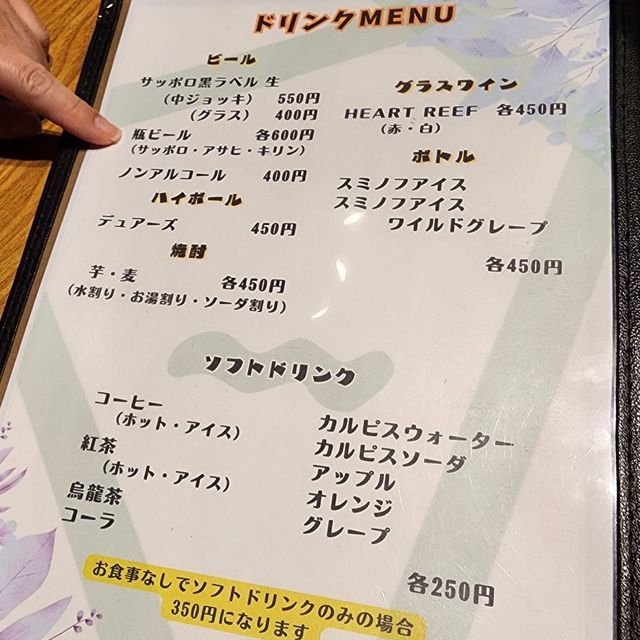 ドリンクMENU
ビール
サッポロ黒ラベル 生
(中ジョッキ) 550円
(グラス) 400円
瓶ビール 各600円
(サッポロ・アサヒ・キリン)
ノンアルコール 400円
ハイボール
デュアーズ 450円
焼酎
芋・麦 各450円
(水割り・お湯割り・ソーダ割り)
グラスワイン
HEART REEF 各450円
(赤・白)
ボトル
スミノフアイス
スミノフアイス
ワイルドグレープ
各450円
ソフトドリンク
コーヒー
(ホット・アイス)
紅茶
(ホット・アイス)
烏龍茶
コーラ
カルピスウォーター
カルピスソーダ
アップル
オレンジ
グレープ
各250円
お食事なしでソフトドリンクのみの場合
350円になります